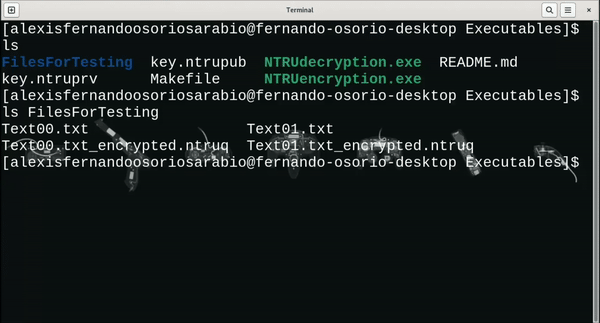 Terminal
[alexisfernandoosoriosarabio@fernando-osorio-desktop Executables]$
ls
FilesForTesting  key.ntrupub  NTRUdecryption.exe  README.md
key.ntruprv      Makefile     NTRUencryption.exe
[alexisfernandoosoriosarabio@fernando-osorio-desktop Executables]$
ls FilesForTesting
Text00.txt                  Text01.txt
Text00.txt_encrypted.ntruq  Text01.txt_encrypted.ntruq
[alexisfernandoosoriosarabio@fernando-osorio-desktop Executables]$